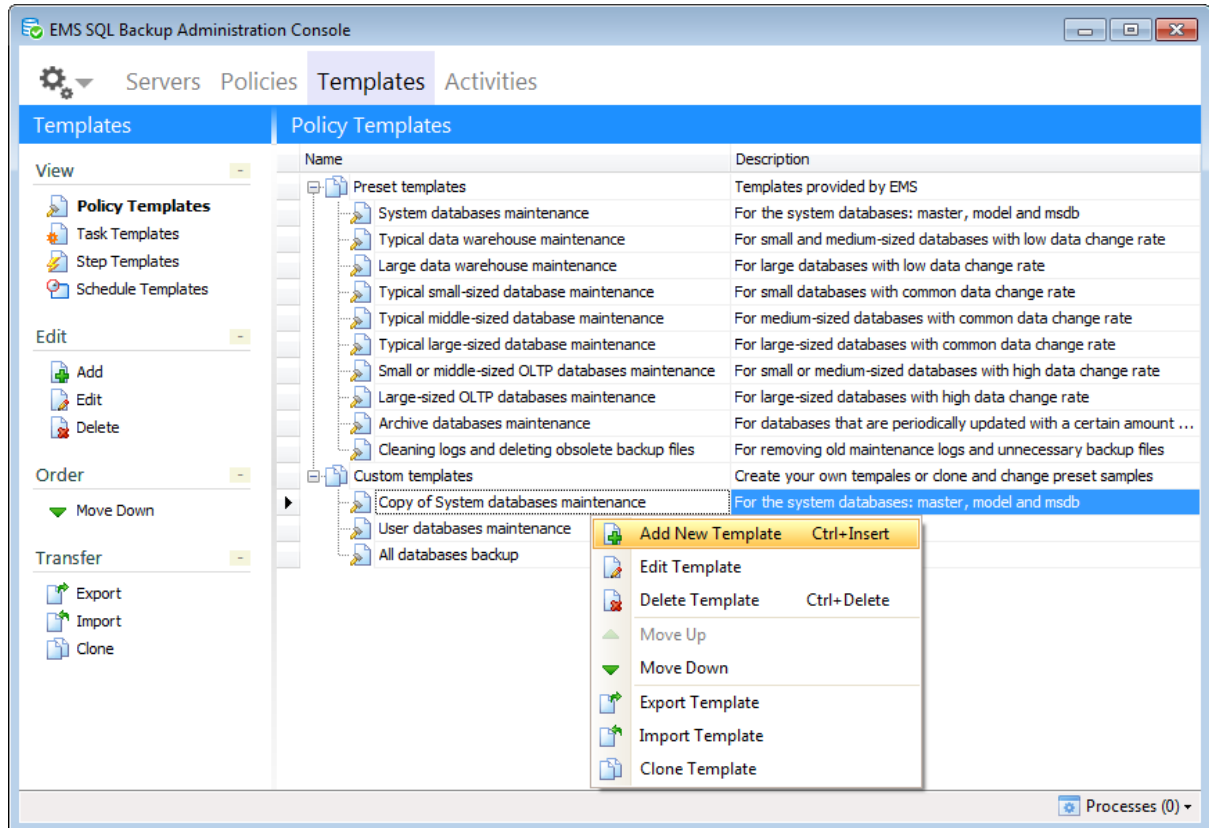 EMS SQL Backup Administration Console
Servers Policies Templates Activities
Templates
Policy Templates
View
Policy Templates
Task Templates
Step Templates
Schedule Templates
Edit
Add
Edit
Delete
Order
Move Down
Transfer
Export
Import
Clone
Name Description
Preset templates Templates provided by EMS
System databases maintenance For the system databases: master, model and msdb
Typical data warehouse maintenance For small and medium-sized databases with low data change rate
Large data warehouse maintenance For large databases with low data change rate
Typical small-sized database maintenance For small databases with common data change rate
Typical middle-sized database maintenance For medium-sized databases with common data change rate
Typical large-sized database maintenance For large-sized databases with common data change rate
Small or middle-sized OLTP databases maintenance For small or medium-sized databases with high data change rate
Large-sized OLTP databases maintenance For large-sized databases with high data change rate
Archive databases maintenance For databases that are periodically updated with a certain amount ...
Cleaning logs and deleting obsolete backup files For removing old maintenance logs and unnecessary backup files
Custom templates Create your own tempales or clone and change preset samples
Copy of System databases maintenance For the system databases: master, model and msdb
User databases maintenance
All databases backup
Add New Template Ctrl+Insert
Edit Template
Delete Template Ctrl+Delete
Move Up
Move Down
Export Template
Import Template
Clone Template
Processes (0)